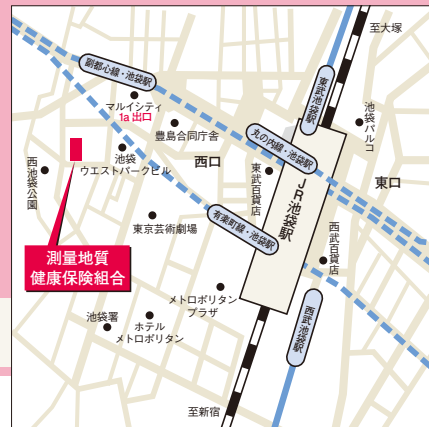 至大塚
副都心線・池袋駅
東武池袋駅
マルイシティ
1a 出口
池袋パルコ
豊島合同庁舎
丸の内線・池袋駅
西口
東口
池袋
ウエストパークビル
西池袋公園
東武百貨店
JR池袋駅
東京芸術劇場
有楽町線・池袋駅
西武百貨店
測量地質
健康保険組合
メトロポリタン
プラザ
西武池袋駅
池袋署
ホテル
メトロポリタン
至新宿